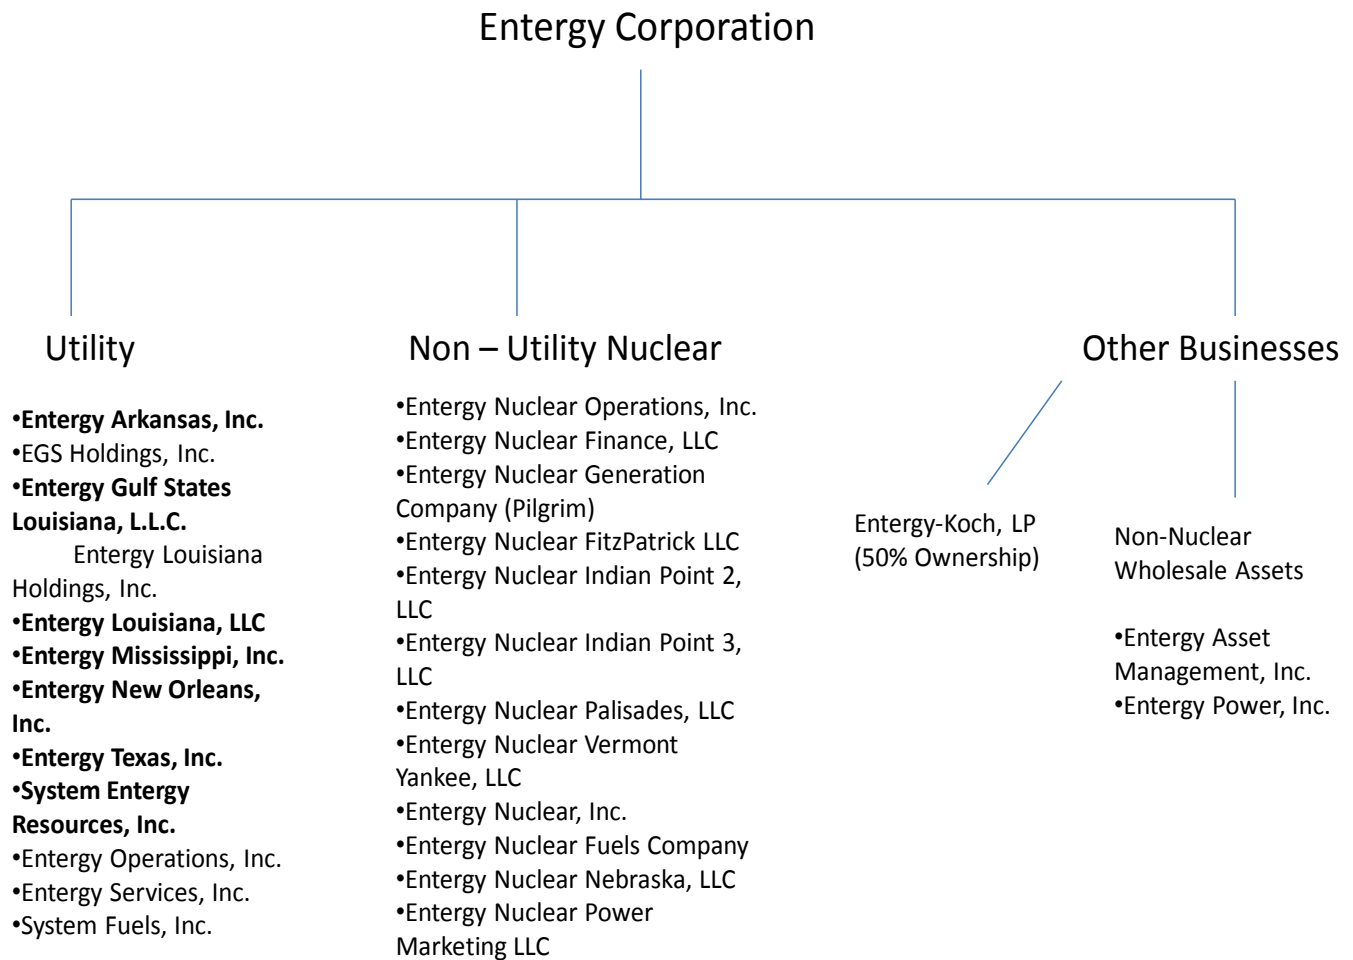 Entergy Corporation
Utility
•Entergy Arkansas, Inc.
•EGS Holdings, Inc.
•Entergy Gulf States
Louisiana, L.L.C.
Entergy Louisiana
Holdings, Inc.
•Entergy Louisiana, LLC
•Entergy Mississippi, Inc.
•Entergy New Orleans,
Inc.
•Entergy Texas, Inc.
•System Entergy
Resources, Inc.
•Entergy Operations, Inc.
•Entergy Services, Inc.
•System Fuels, Inc.
Non – Utility Nuclear
•Entergy Nuclear Operations, Inc.
•Entergy Nuclear Finance, LLC
•Entergy Nuclear Generation
Company (Pilgrim)
•Entergy Nuclear FitzPatrick LLC
•Entergy Nuclear Indian Point 2,
LLC
•Entergy Nuclear Indian Point 3,
LLC
•Entergy Nuclear Palisades, LLC
•Entergy Nuclear Vermont
Yankee, LLC
•Entergy Nuclear, Inc.
•Entergy Nuclear Fuels Company
•Entergy Nuclear Nebraska, LLC
•Entergy Nuclear Power
Marketing LLC
Other Businesses
Entergy-Koch, LP
(50% Ownership)
Non-Nuclear
Wholesale Assets
•Entergy Asset
Management, Inc.
•Entergy Power, Inc.